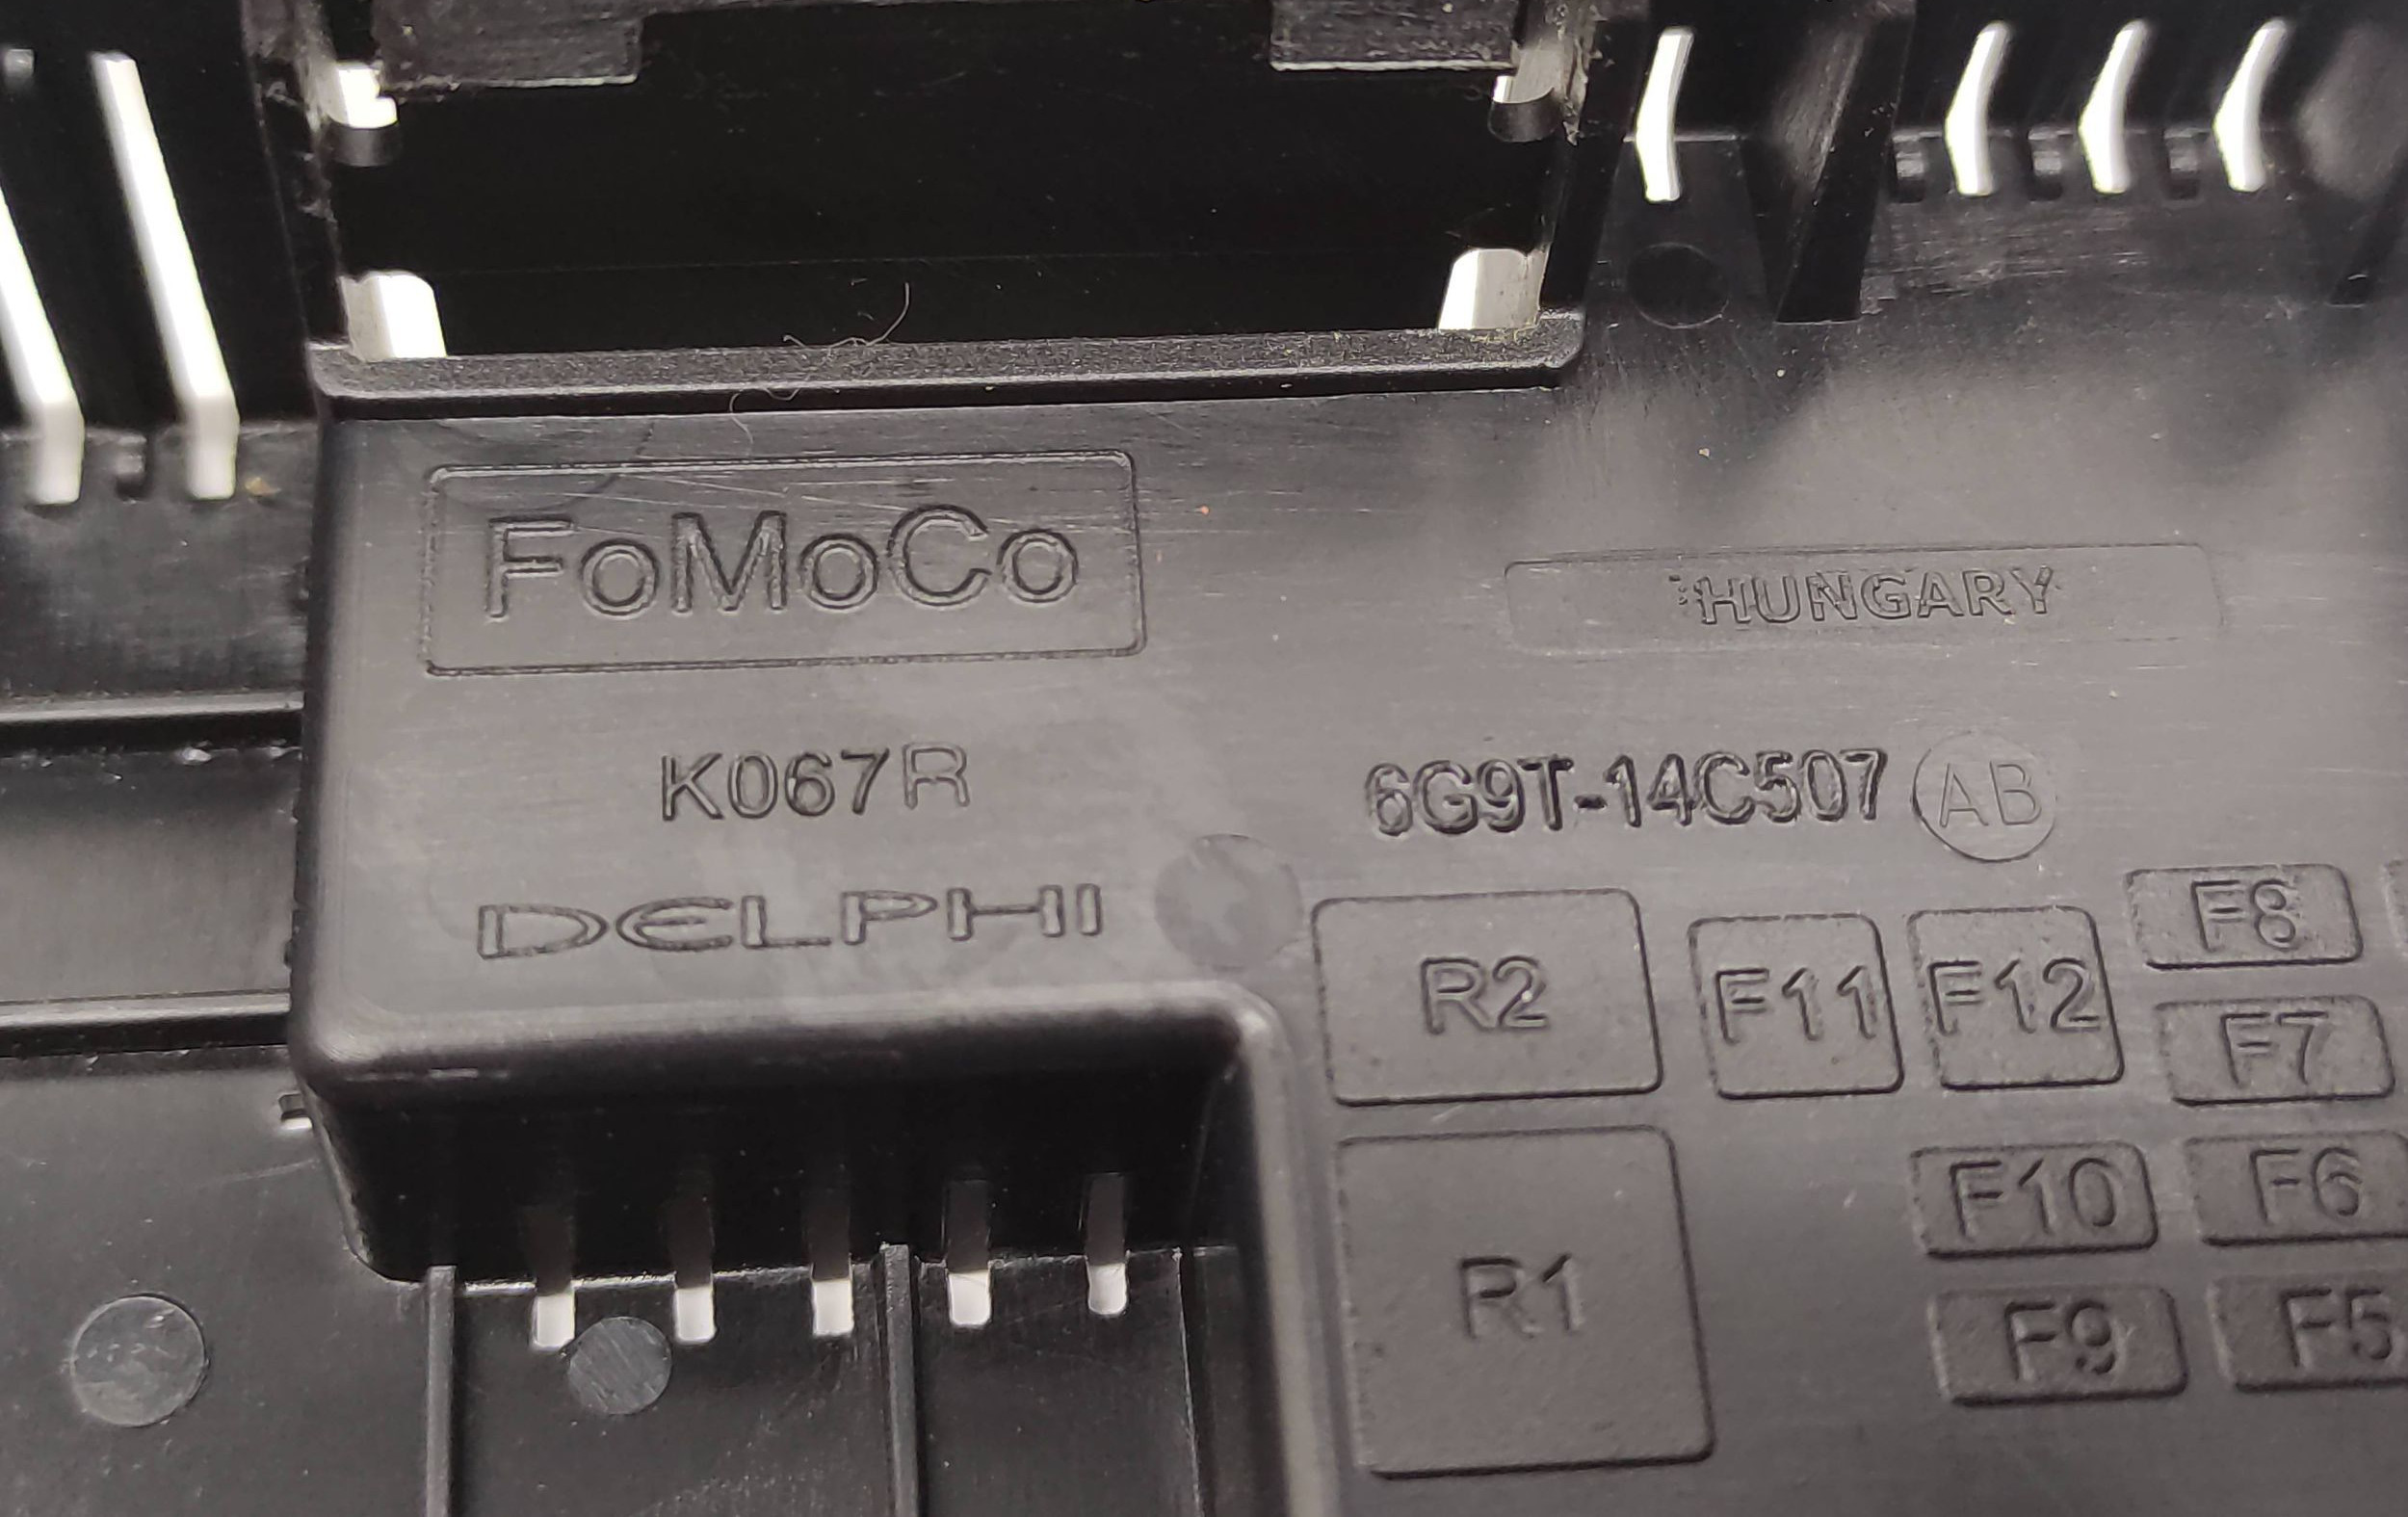 FoMoCo
HUNGARY
K067R
6G9T-14C507 AB
DELPHI
R2
F11
F12
F8
F7
R1
F10
F6
F9
F5